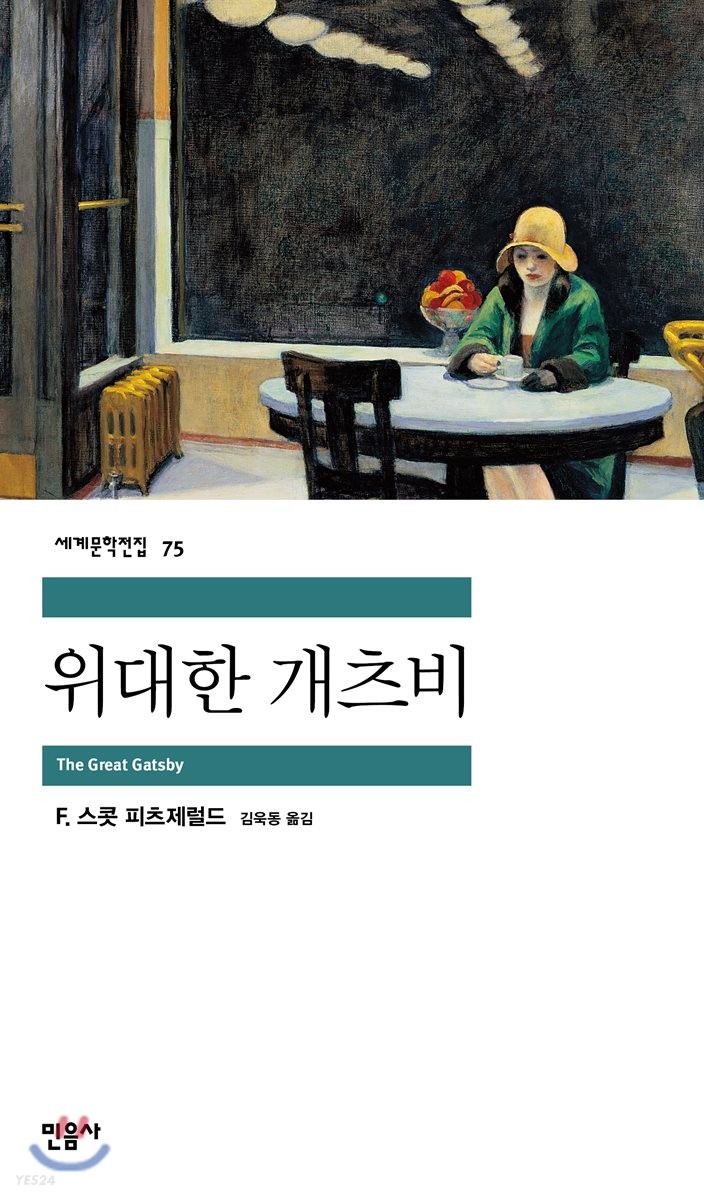 세계문학전집 75
위대한 개츠비
The Great Gatsby
F. 스콧 피츠제럴드 김욱동 옮김
민음사
YES24